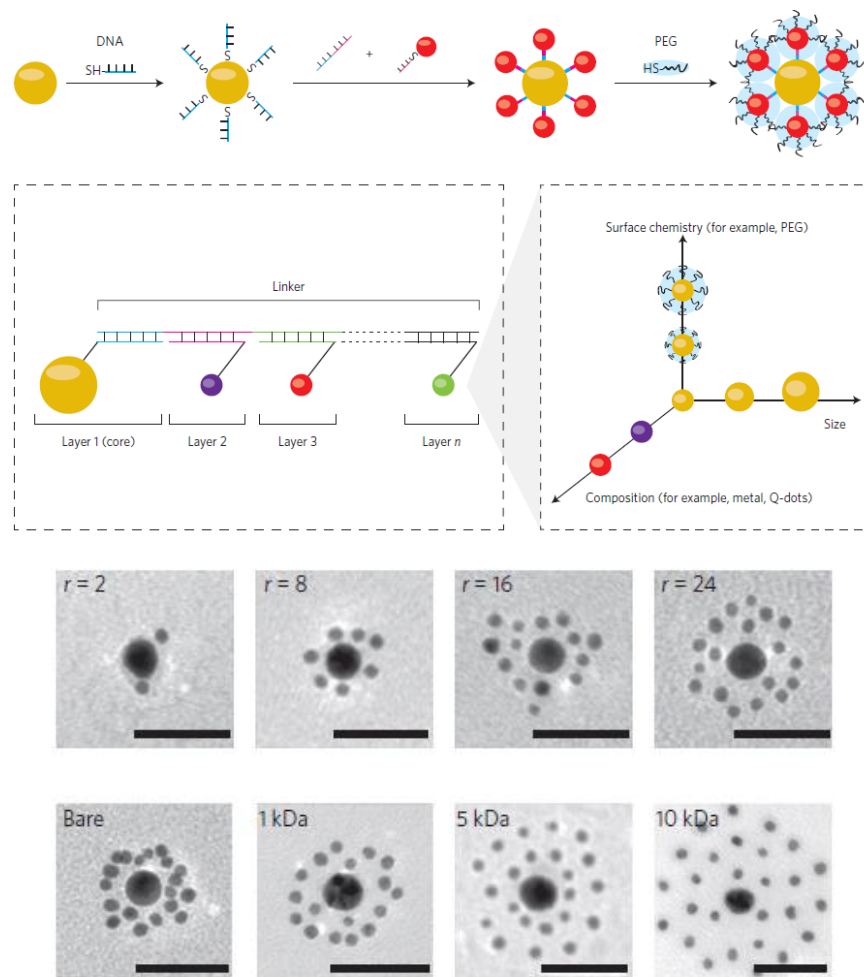 DNA
SH
S
S
S
S
S
S
+
PEG
HS
Linker
Layer 1 (core)
Layer 2
Layer 3
Layer n
Surface chemistry (for example, PEG)
Size
Composition (for example, metal, Q-dots)
r = 2
r = 8
r = 16
r = 24
Bare
1 kDa
5 kDa
10 kDa